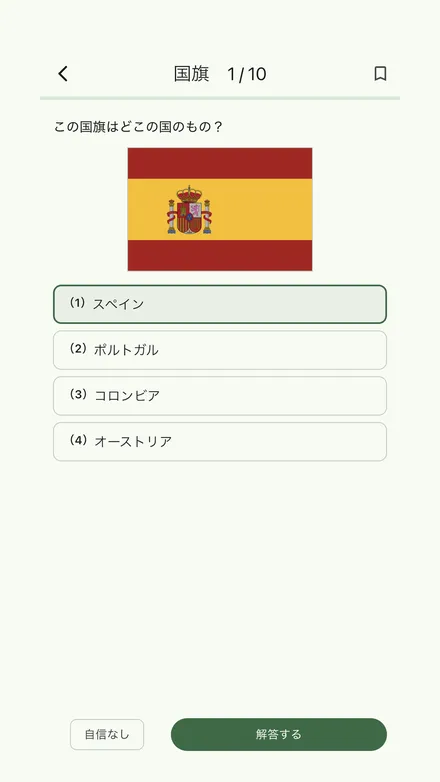 国旗 1/10
この国旗はどこの国のもの？
(1) スペイン
(2) ポルトガル
(3) コロンビア
(4) オーストリア
自信なし 解答する